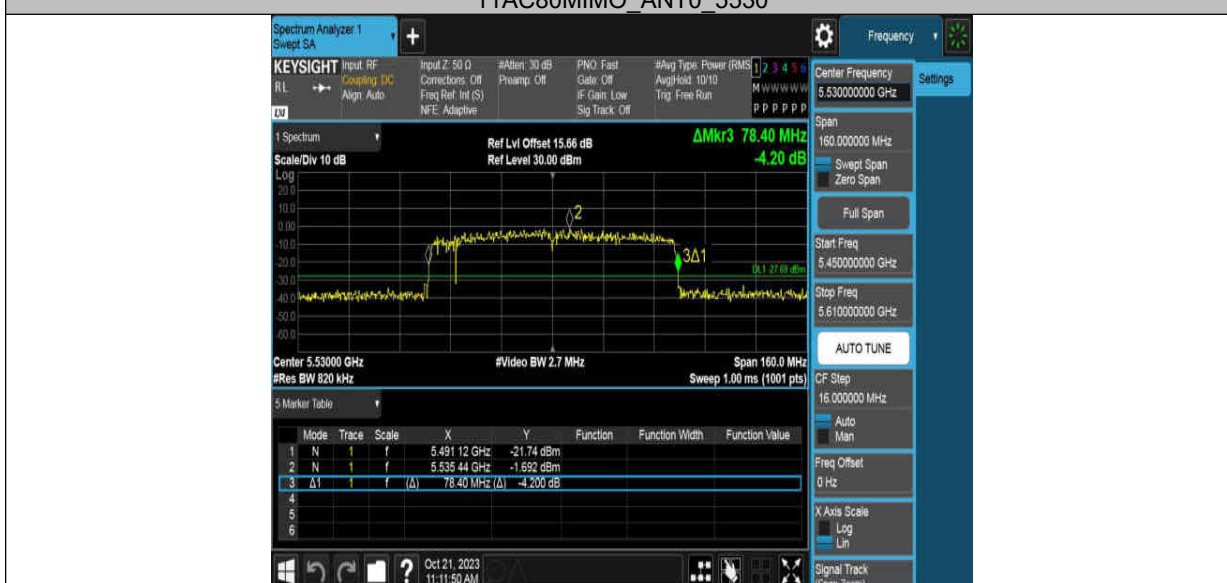 11AC80MIMO_ANT0_5530
Spectrum Analyzer 1
Swept SA
+
Frequency
KEYSIGHT
RL
Input: RF
Coupling: DC
Align: Auto
Input Z: 50 Ω
Corrections: Off
Freq Ref: Int (S)
NFE: Adaptive
#Atten: 30 dB
Preamp: Off
PNO: Fast
Gate: Off
IF Gain: Low
Sig Track: Off
#Avg Type: Power (RMS
Avg|Hold: 10/10
Trig: Free Run
1 2 3 4 5 6
M W W W W W
P P P P P P
1 Spectrum
Scale/Div 10 dB
Log
Ref Lvl Offset 15.66 dB
Ref Level 30.00 dBm
ΔMkr3 78.40 MHz
-4.20 dB
20.0
10.0
0.00
-10.0
-20.0
-30.0
-40.0
-50.0
-60.0
1
2
3Δ1
DL1 -27.69 dBm
Center 5.53000 GHz
#Res BW 820 kHz
#Video BW 2.7 MHz
Span 160.0 MHz
Sweep 1.00 ms (1001 pts)
5 Marker Table
Mode Trace Scale X Y Function Function Width Function Value
1 N 1 f 5.491 12 GHz -21.74 dBm
2 N 1 f 5.535 44 GHz -1.692 dBm
3 Δ1 1 f (Δ) 78.40 MHz (Δ) -4.200 dB
4
5
6
?
Oct 21, 2023
11:11:50 AM
Settings
Center Frequency
5.530000000 GHz
Span
160.000000 MHz
Swept Span
Zero Span
Full Span
Start Freq
5.450000000 GHz
Stop Freq
5.610000000 GHz
AUTO TUNE
CF Step
16.000000 MHz
Auto
Man
Freq Offset
0 Hz
X Axis Scale
Log
Lin
Signal Track
(Span Zoom)